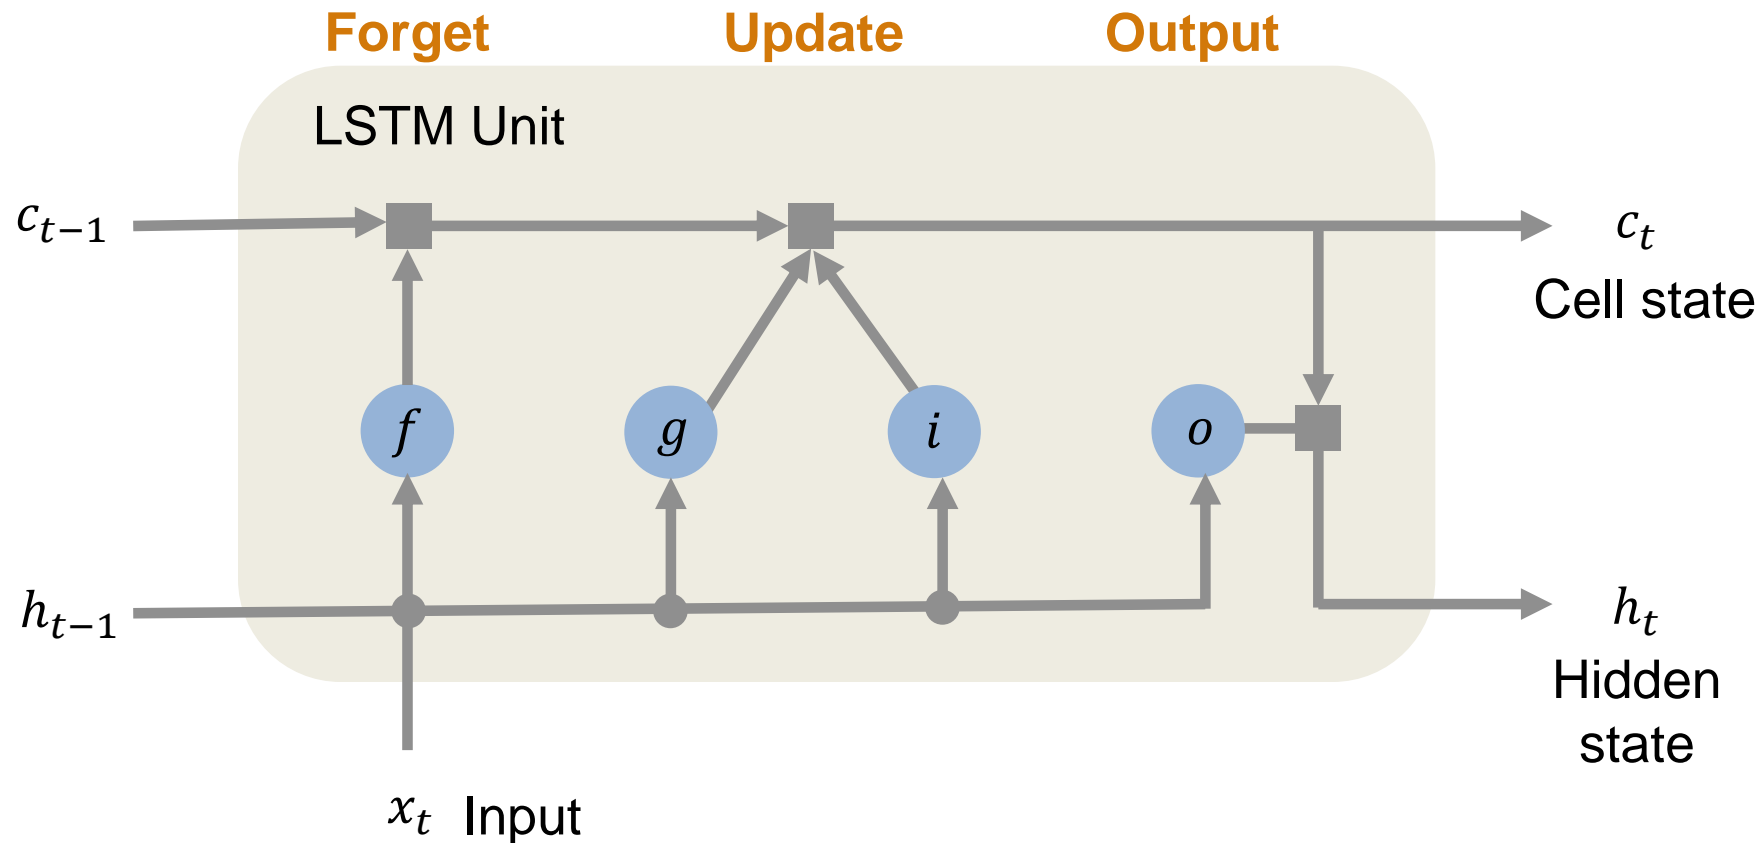 Forget Update Output
LSTM Unit
c_{t−1}
c_t
Cell state
f g i o
h_{t−1}
h_t
Hidden
state
x_t Input